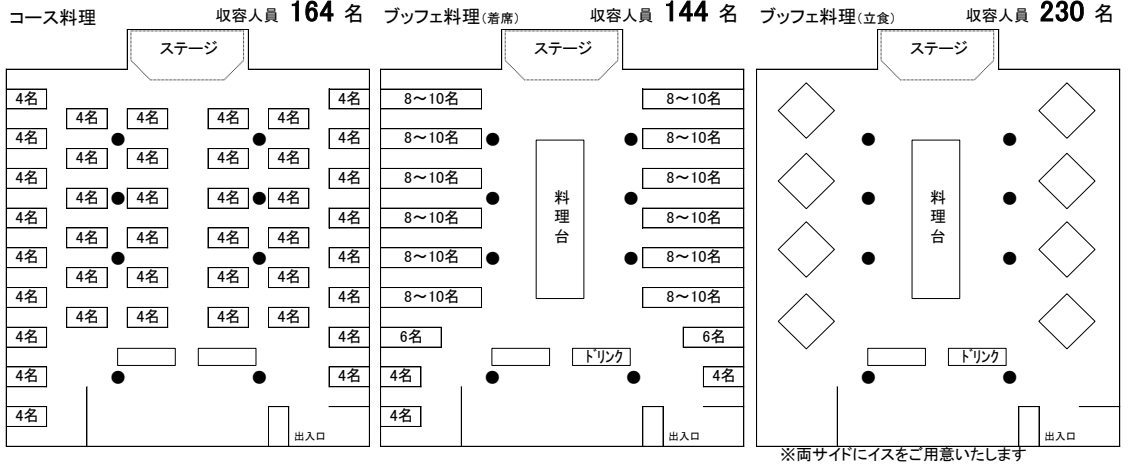 コース料理 収容人員 164 名
ステージ
4名 4名
4名 4名 4名 4名
4名 4名
4名 4名 4名 4名
4名 4名
4名 4名 4名 4名
4名 4名
4名 4名 4名 4名
4名 4名
4名 4名 4名 4名
4名 4名
4名 4名 4名 4名
4名 4名
4名 4名
4名
出入口
ブッフェ料理(着席) 収容人員 144 名
ステージ
8～10名 8～10名
8～10名 8～10名
8～10名 8～10名
8～10名 8～10名
8～10名 8～10名
8～10名 8～10名
料理台
6名 6名
ドリンク
4名 4名
4名
出入口
ブッフェ料理(立食) 収容人員 230 名
ステージ
料理台
ドリンク
出入口
※両サイドにイスをご用意いたします